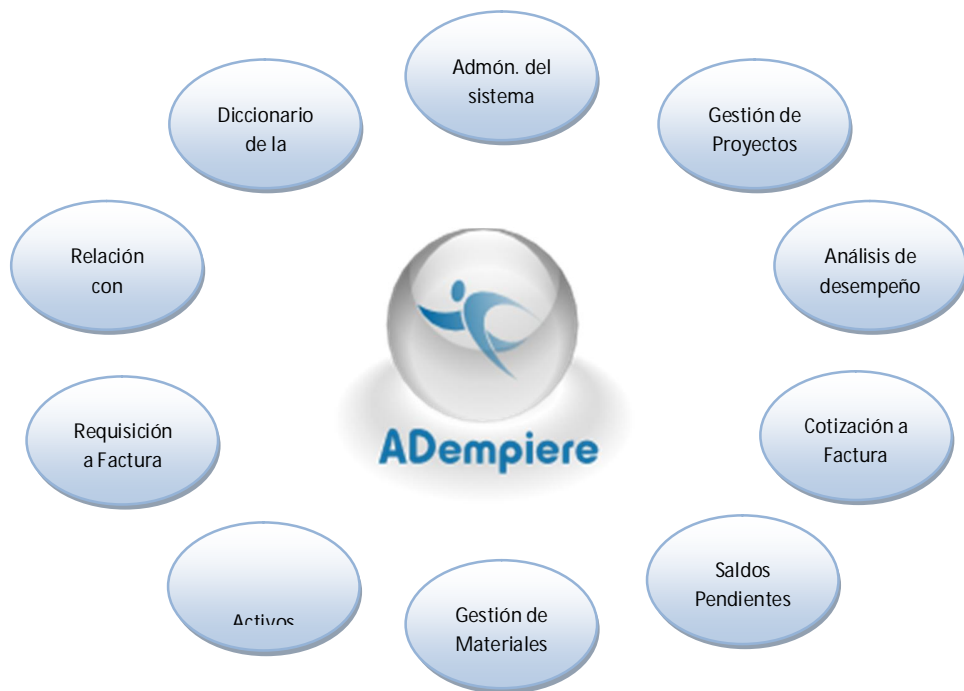 Admón. del
sistema
Diccionario
de la
Gestión de
Proyectos
Relación
con
Análisis de
desempeño
ADempiere
Requisición
a Factura
Cotización a
Factura
Activos
Gestión de
Materiales
Saldos
Pendientes